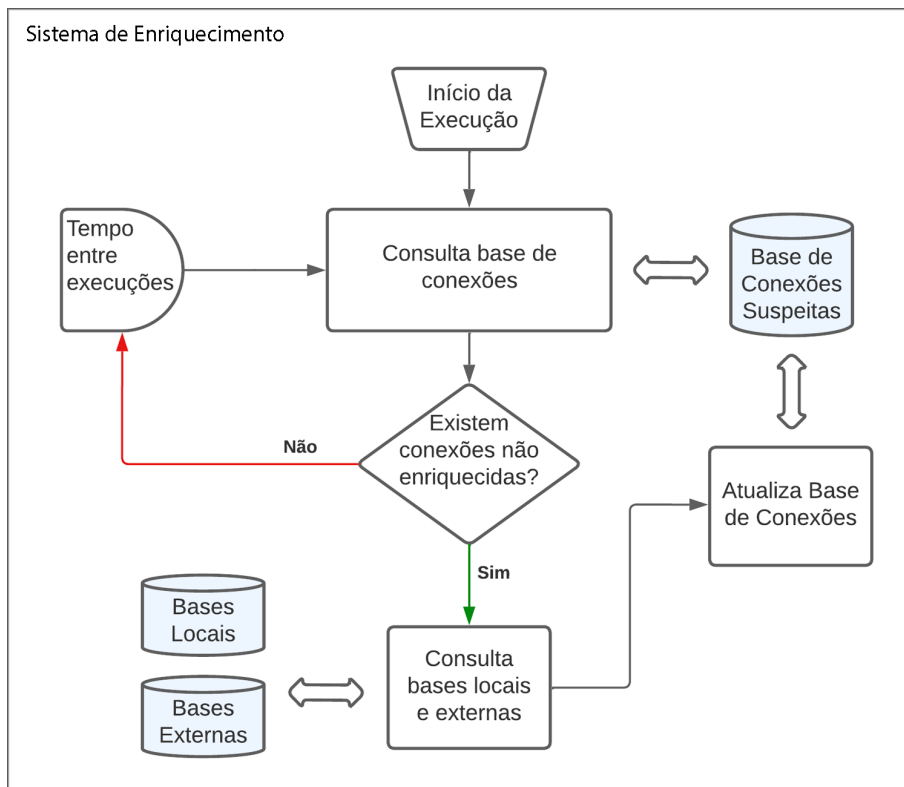 Sistema de Enriquecimento
Início da
Execução
Tempo
entre
execuções
Consulta base de
conexões
Base de
Conexões
Suspeitas
Existem
conexões não
enriquecidas?
Não
Sim
Atualiza Base
de Conexões
Bases
Locais
Bases
Externas
Consulta
bases locais
e externas